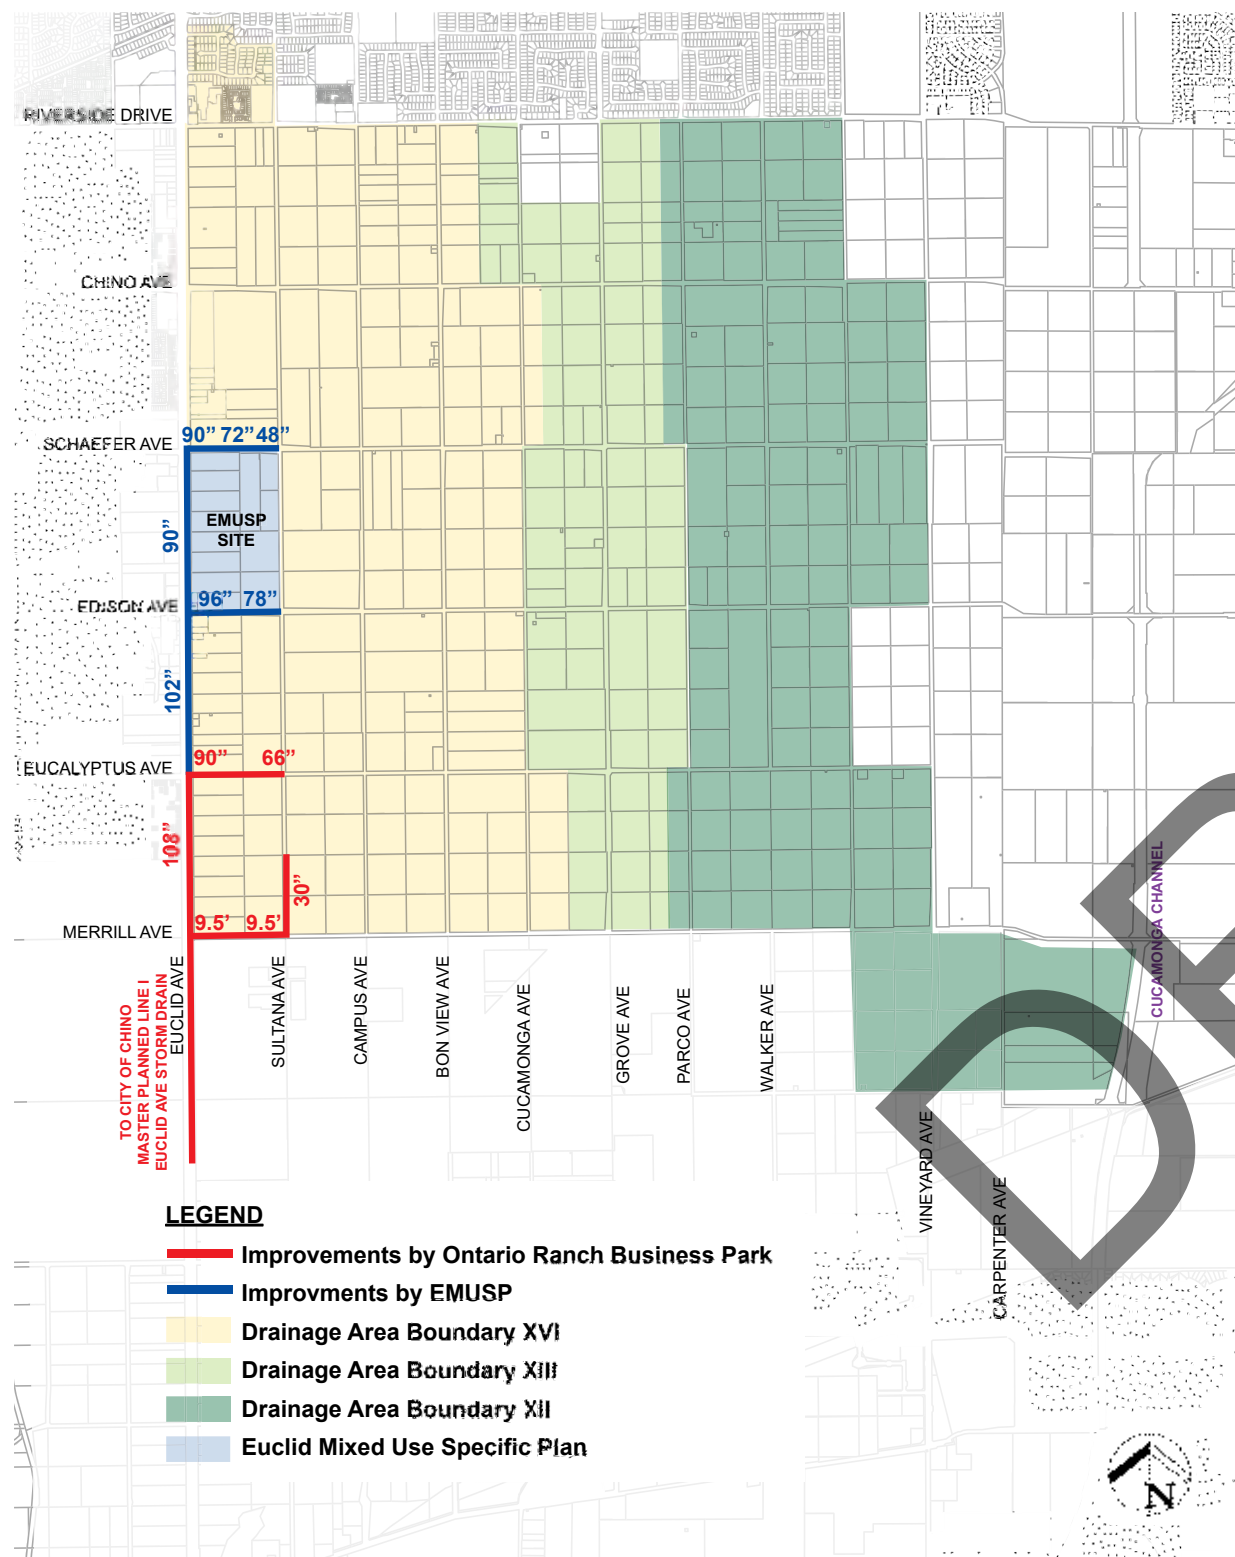 RIVERSIDE DRIVE
CHINO AVE
SCHAEFER AVE
90” 72” 48”
EMUSP
SITE
90”
EDISON AVE
96” 78”
102”
EUCALYPTUS AVE
90” 66”
108”
30”
MERRILL AVE
9.5’ 9.5’
CUCAMONGA CHANNEL
TO CITY OF CHINO
MASTER PLANNED LINE I
EUCLID AVE STORM DRAIN
EUCLID AVE
SULTANA AVE
CAMPUS AVE
BON VIEW AVE
CUCAMONGA AVE
GROVE AVE
PARCO AVE
WALKER AVE
VINEYARD AVE
CARPENTER AVE
LEGEND
Improvements by Ontario Ranch Business Park
Improvments by EMUSP
Drainage Area Boundary XVI
Drainage Area Boundary XIII
Drainage Area Boundary XII
Euclid Mixed Use Specific Plan
N